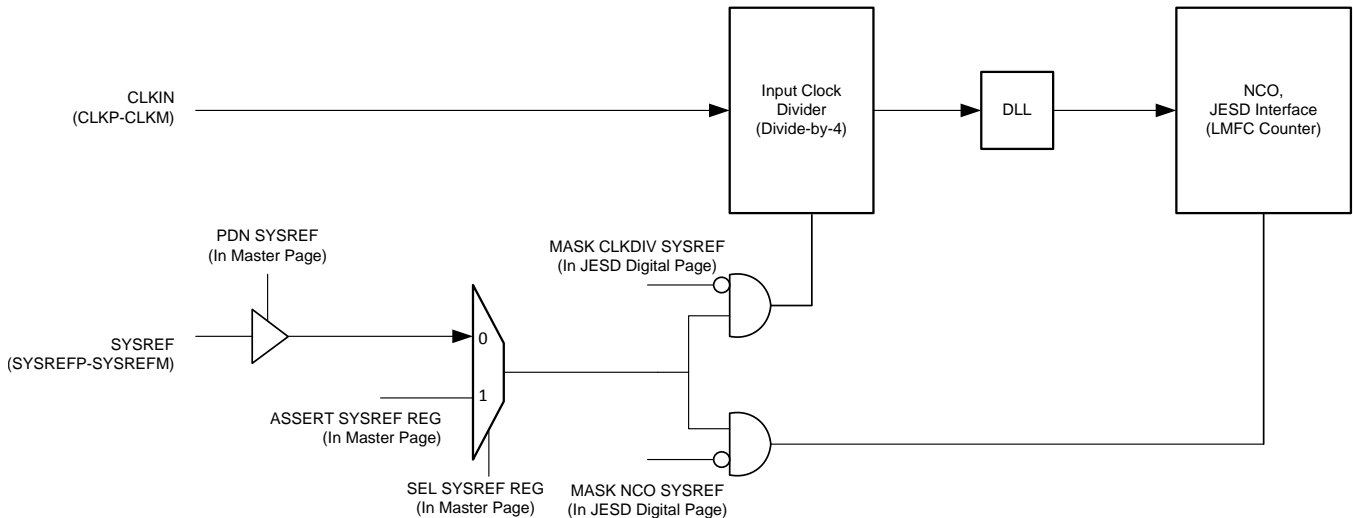 CLKIN
(CLKP-CLKM)
Input Clock
Divider
(Divide-by-4)
DLL
NCO,
JESD Interface
(LMFC Counter)
PDN SYSREF
(In Master Page)
MASK CLKDIV SYSREF
(In JESD Digital Page)
SYSREF
(SYSREFP-SYSREFM)
0
1
ASSERT SYSREF REG
(In Master Page)
SEL SYSREF REG
(In Master Page)
MASK NCO SYSREF
(In JESD Digital Page)